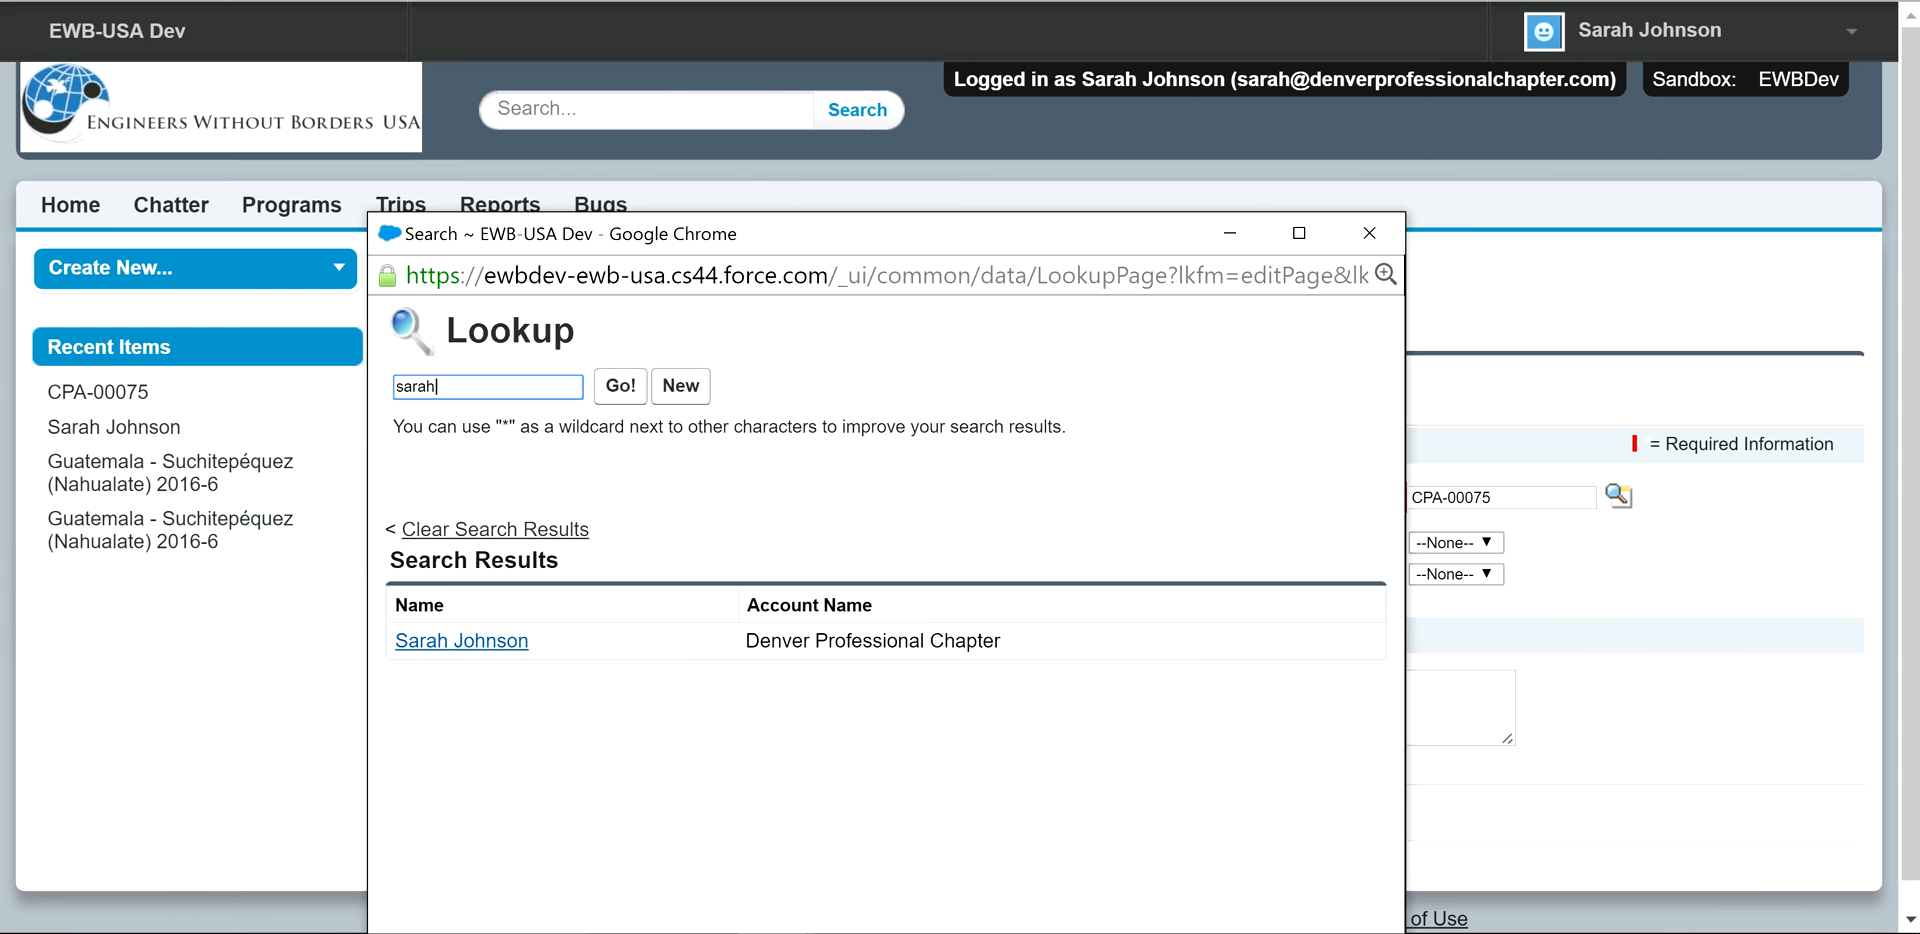 EWB-USA Dev
Sarah Johnson
ENGINEERS WITHOUT BORDERS USA
Search...
Search
Logged in as Sarah Johnson (sarah@denverprofessionalchapter.com)
Sandbox: EWBDev
Home Chatter Programs Trips Reports Bugs
Create New...
Recent Items
CPA-00075
Sarah Johnson
Guatemala - Suchitepéquez
(Nahualate) 2016-6
Guatemala - Suchitepéquez
(Nahualate) 2016-6
Search ~ EWB-USA Dev - Google Chrome
https://ewbdev-ewb-usa.cs44.force.com/_ui/common/data/LookupPage?lkfm=editPage&lk
Lookup
sarah
Go!
New
You can use "*" as a wildcard next to other characters to improve your search results.
< Clear Search Results
Search Results
Name Account Name
Sarah Johnson Denver Professional Chapter
= Required Information
CPA-00075
--None--
--None--
of Use